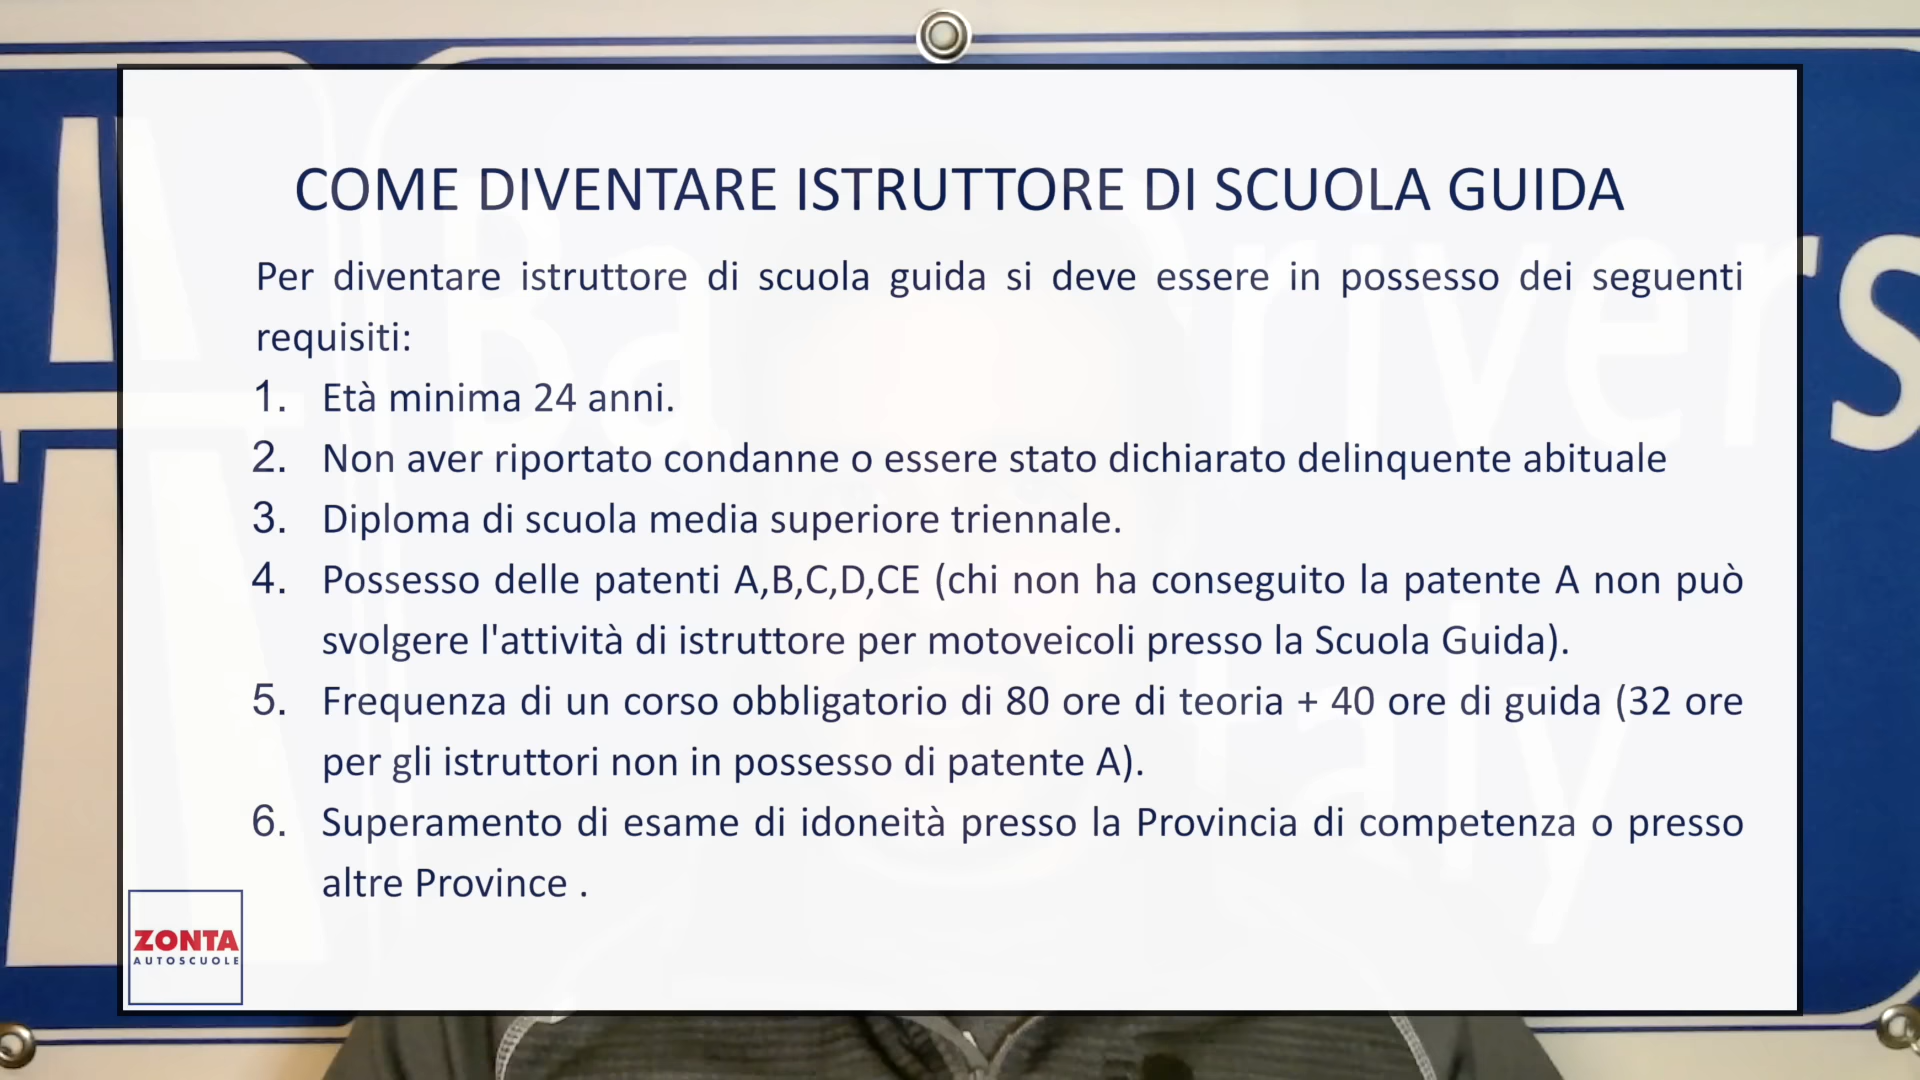 COME DIVENTARE ISTRUTTORE DI SCUOLA GUIDA
Per diventare istruttore di scuola guida si deve essere in possesso dei seguenti
requisiti:
1. Età minima 24 anni.
2. Non aver riportato condanne o essere stato dichiarato delinquente abituale
3. Diploma di scuola media superiore triennale.
4. Possesso delle patenti A,B,C,D,CE (chi non ha conseguito la patente A non può
svolgere l'attività di istruttore per motoveicoli presso la Scuola Guida).
5. Frequenza di un corso obbligatorio di 80 ore di teoria + 40 ore di guida (32 ore
per gli istruttori non in possesso di patente A).
6. Superamento di esame di idoneità presso la Provincia di competenza o presso
altre Province .
ZONTA
AUTOSCUOLE